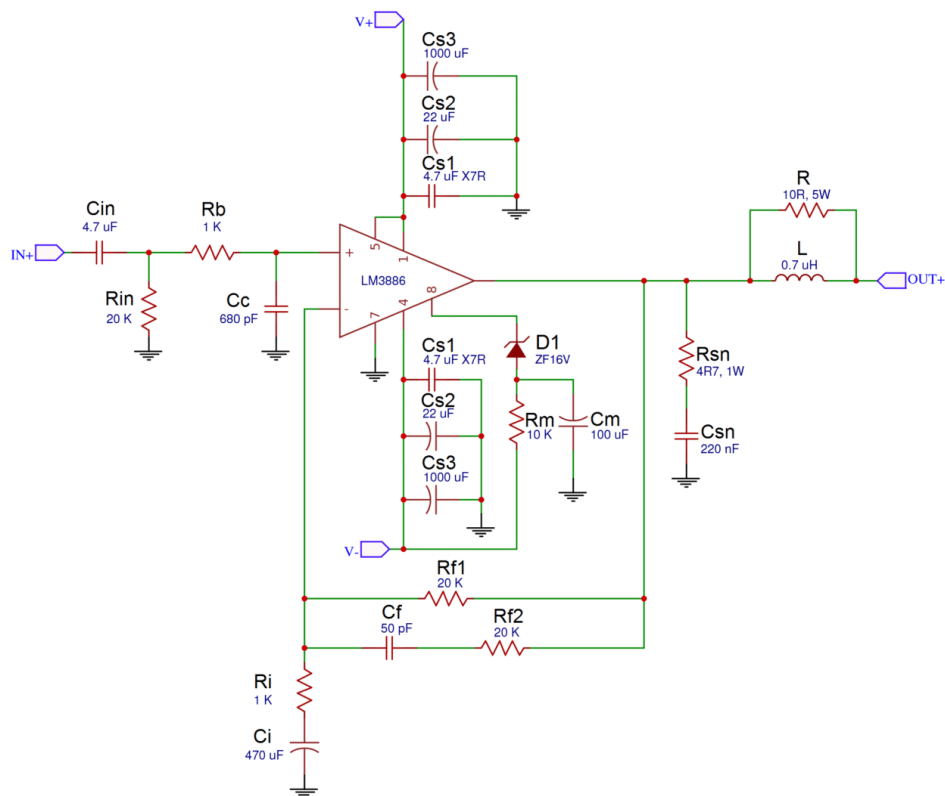 V+
Cs3
1000 uF
Cs2
22 uF
Cs1
4.7 uF X7R
Cin
4.7 uF
Rb
1 K
IN+
Rin
20 K
Cc
680 pF
+
-
LM3886
5
1
4
8
7
R
10R, 5W
L
0.7 uH
OUT+
Cs1
4.7 uF X7R
Cs2
22 uF
Cs3
1000 uF
D1
ZF16V
Rm
10 K
Cm
100 uF
Rsn
4R7, 1W
Csn
220 nF
V-
Rf1
20 K
Cf
50 pF
Rf2
20 K
Ri
1 K
Ci
470 uF